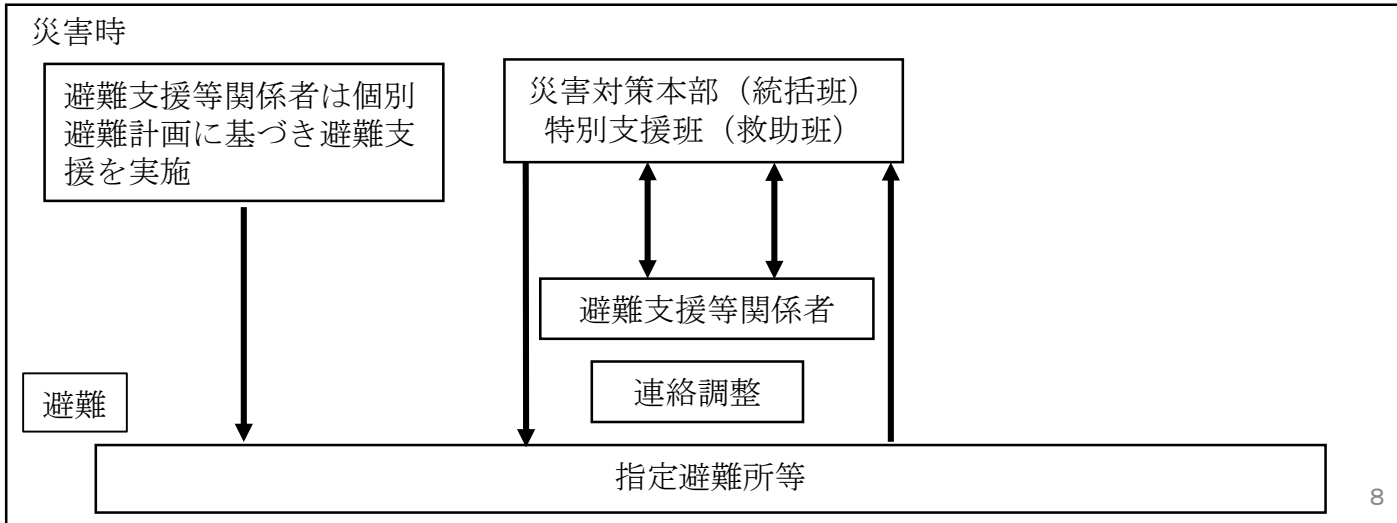 災害時
避難支援等関係者は個別
避難計画に基づき避難支
援を実施
災害対策本部（統括班）
特別支援班（救助班）
避難支援等関係者
連絡調整
避難
指定避難所等
8